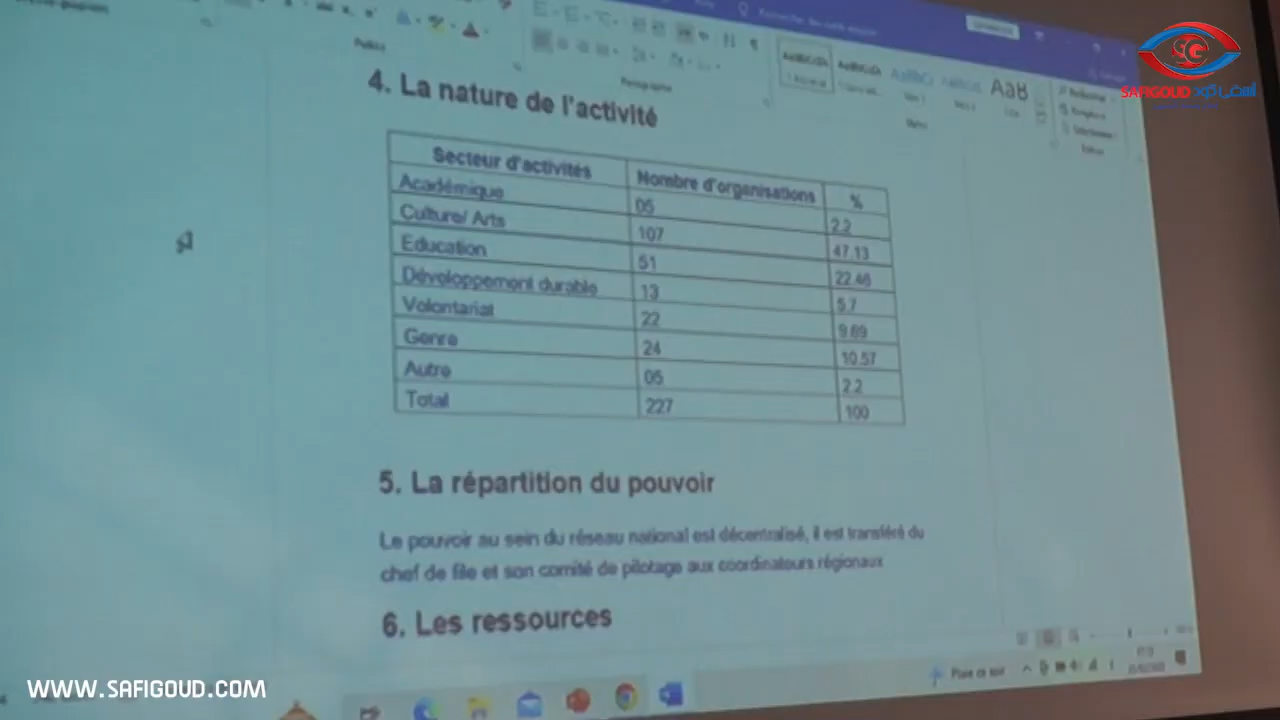 SAFIGOUD آسفي اكود
4. La nature de l'activité
Secteur d'activités Nombre d'organisations %
Académique 05 2.2
Culture/ Arts 107 47.13
Education 51 22.46
Développement durable 13 5.7
Volontariat 22 9.69
Genre 24 10.57
Autre 05 2.2
Total 227 100
5. La répartition du pouvoir
Le pouvoir au sein du réseau national est décentralisé, il est transféré du
chef de file et son comité de pilotage aux coordinateurs régionaux
6. Les ressources
WWW.SAFIGOUD.COM